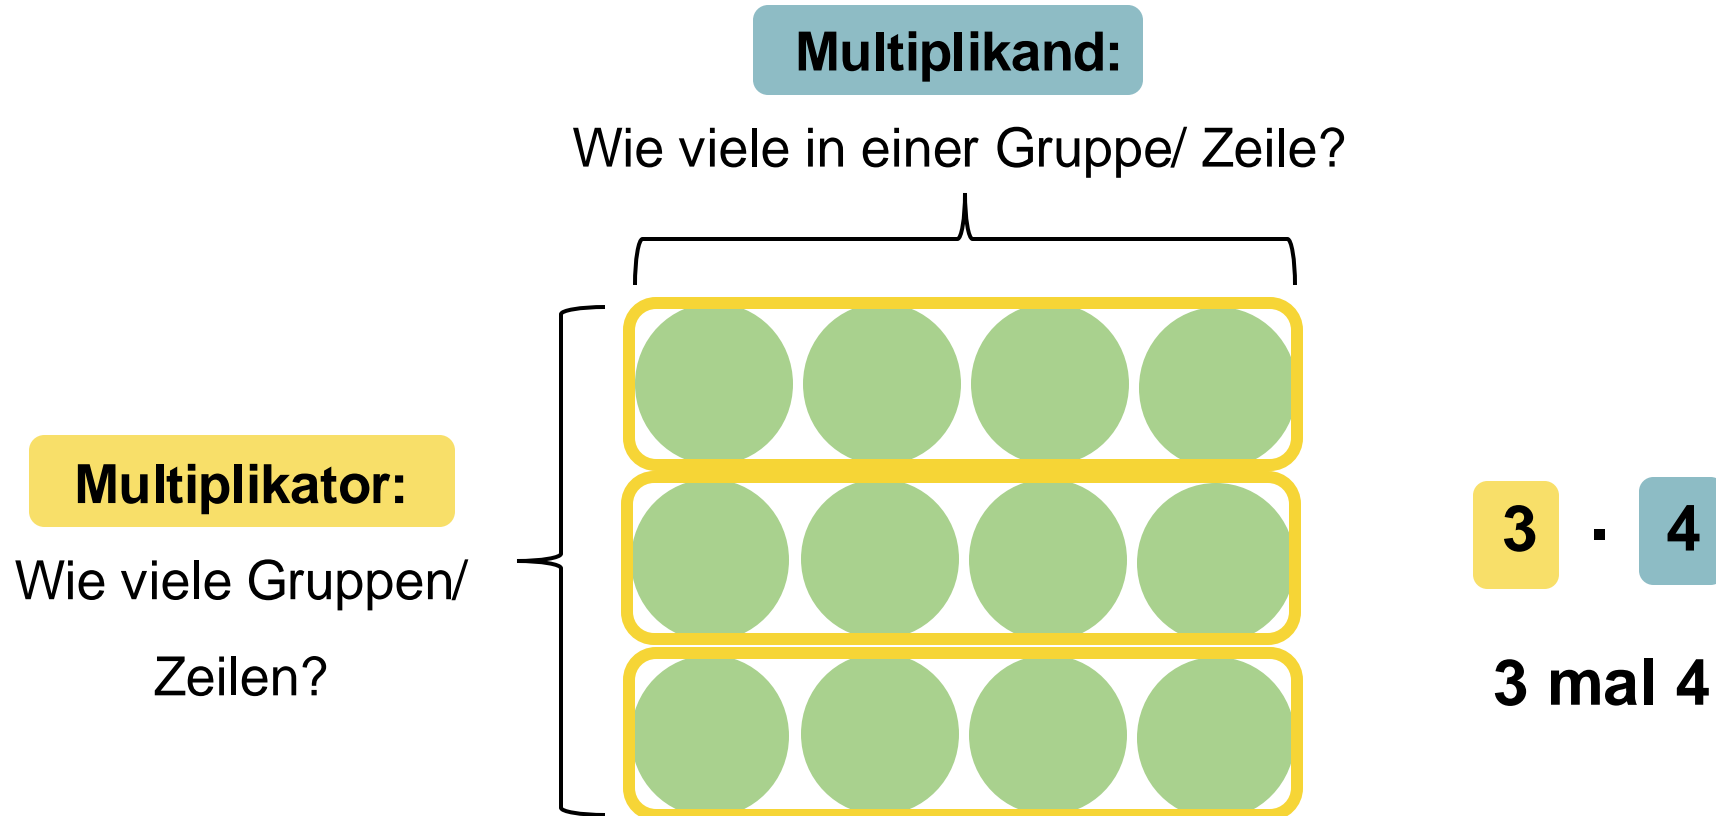 Multiplikand:
Wie viele in einer Gruppe/ Zeile?
Multiplikator:
Wie viele Gruppen/
Zeilen?
3 · 4
3 mal 4